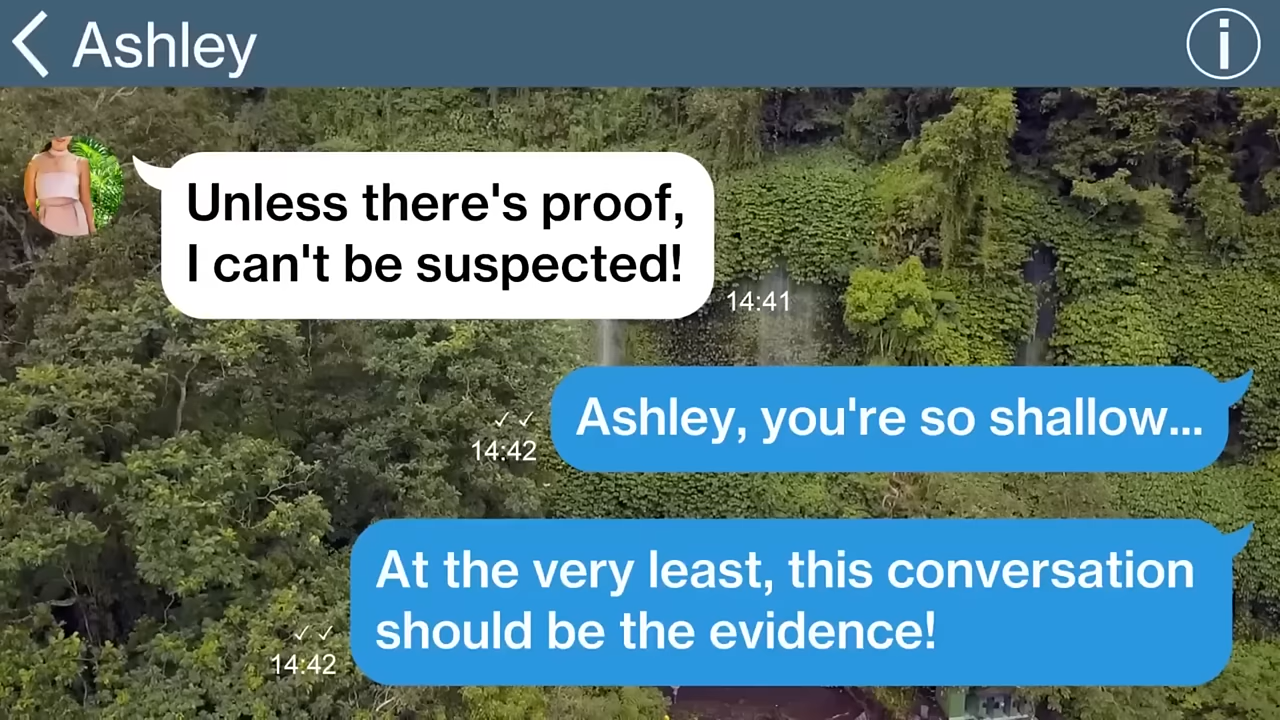 Ashley
Unless there's proof,
I can't be suspected!
14:41
Ashley, you're so shallow...
14:42
At the very least, this conversation
should be the evidence!
14:42